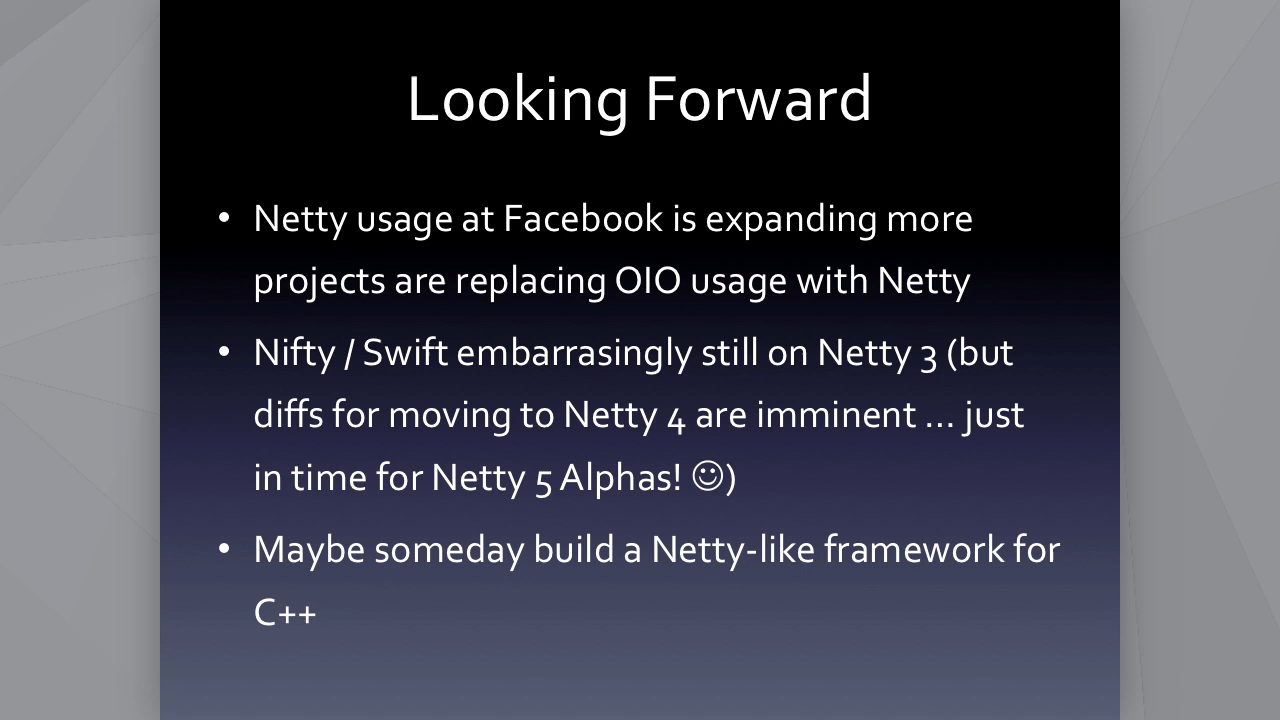 Looking Forward
• Netty usage at Facebook is expanding more
projects are replacing OIO usage with Netty
• Nifty / Swift embarrasingly still on Netty 3 (but
diffs for moving to Netty 4 are imminent ... just
in time for Netty 5 Alphas! ☺)
• Maybe someday build a Netty-like framework for
C++